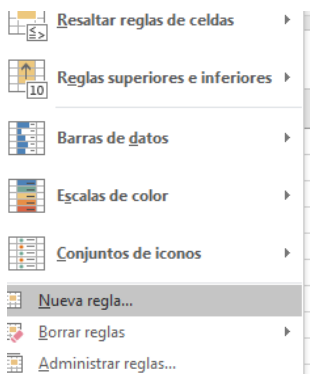 Resaltar reglas de celdas
Reglas superiores e inferiores
10
Barras de datos
Escalas de color
Conjuntos de iconos
Nueva regla...
Borrar reglas
Administrar reglas...